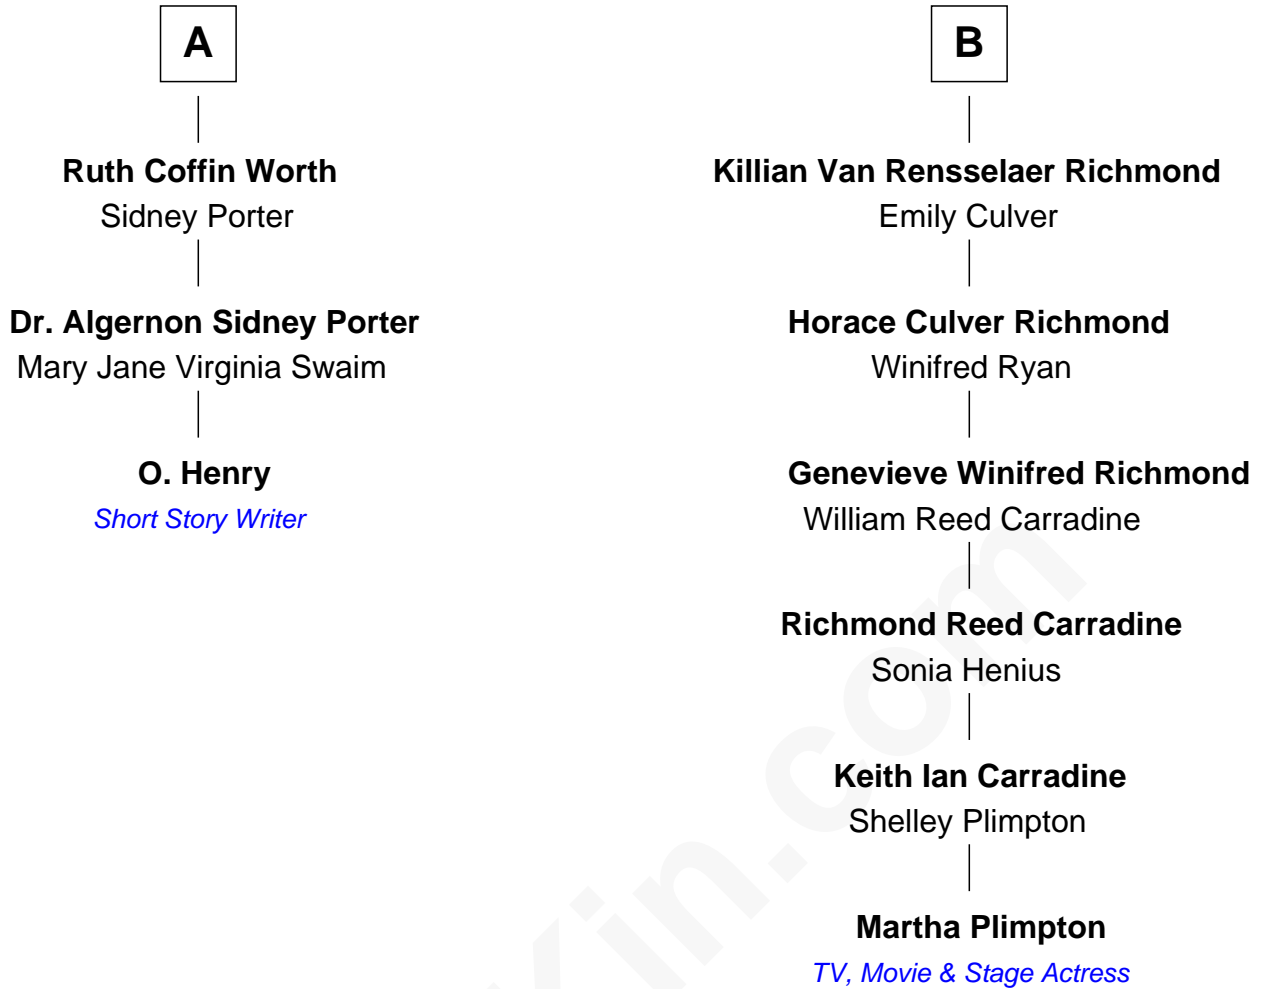 A
Ruth Coffin Worth
Sidney Porter
Dr. Algernon Sidney Porter
Mary Jane Virginia Swaim
O. Henry
Short Story Writer
B
Killian Van Rensselaer Richmond
Emily Culver
Horace Culver Richmond
Winifred Ryan
Genevieve Winifred Richmond
William Reed Carradine
Richmond Reed Carradine
Sonia Henius
Keith Ian Carradine
Shelley Plimpton
Martha Plimpton
TV, Movie & Stage Actress
Kin.com